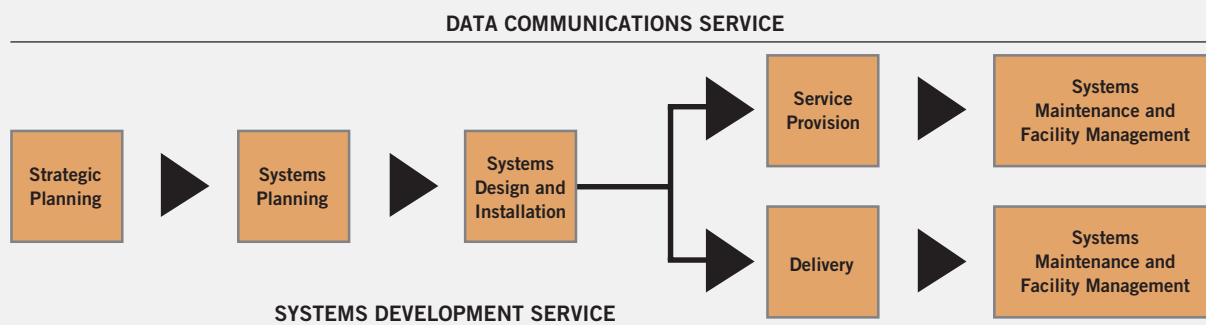 DATA COMMUNICATIONS SERVICE
Strategic
Planning
Systems
Planning
Systems
Design and
Installation
Service
Provision
Systems
Maintenance and
Facility Management
Delivery
Systems
Maintenance and
Facility Management
SYSTEMS DEVELOPMENT SERVICE